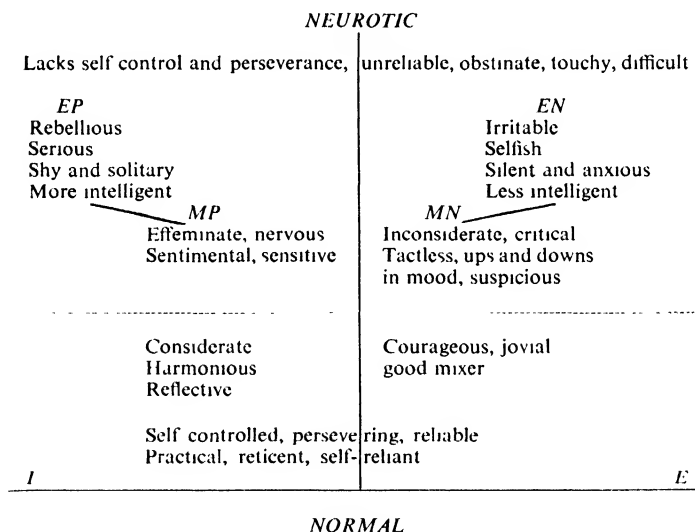 NEUROTIC
Lacks self control and perseverance, unreliable, obstinate, touchy, difficult
EP
Rebellious
Serious
Shy and solitary
More intelligent
EN
Irritable
Selfish
Silent and anxious
Less intelligent
MP
Effeminate, nervous
Sentimental, sensitive
MN
Inconsiderate, critical
Tactless, ups and downs
in mood, suspicious
Considerate
Harmonious
Reflective
Courageous, jovial
good mixer
Self controlled, persevering, reliable
Practical, reticent, self-reliant
I
E
NORMAL